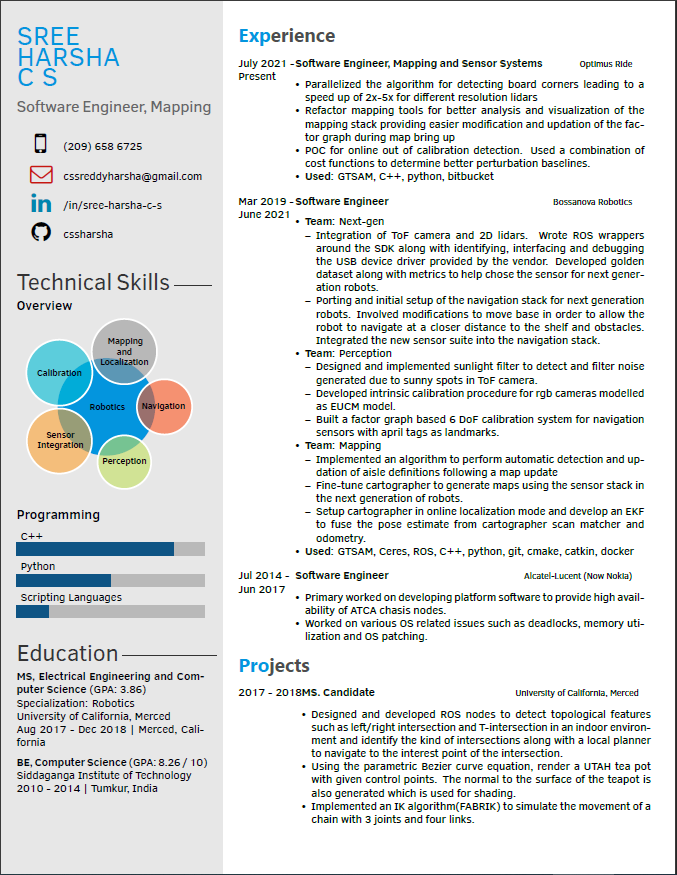 SREE
HARSHA
C S
Software Engineer, Mapping
(209) 658 6725
cssreddyharsha@gmail.com
in /in/sree-harsha-c-s
cssharsha
Technical Skills
Overview
Mapping
and
Localization
Calibration
Robotics
Navigation
Sensor
Integration
Perception
Programming
C++
Python
Scripting Languages
Education
MS, Electrical Engineering and Com-
puter Science (GPA: 3.86)
Specialization: Robotics
University of California, Merced
Aug 2017 - Dec 2018 | Merced, Cali-
fornia
BE, Computer Science (GPA: 8.26 / 10)
Siddaganga Institute of Technology
2010 - 2014 | Tumkur, India
Experience
July 2021 - Software Engineer, Mapping and Sensor Systems Optimus Ride
Present
• Parallelized the algorithm for detecting board corners leading to a
speed up of 2x-5x for different resolution lidars
• Refactor mapping tools for better analysis and visualization of the
mapping stack providing easier modification and updation of the fac-
tor graph during map bring up
• POC for online out of calibration detection. Used a combination of
cost functions to determine better perturbation baselines.
• Used: GTSAM, C++, python, bitbucket
Mar 2019 - Software Engineer Bossanova Robotics
June 2021
• Team: Next-gen
– Integration of ToF camera and 2D lidars. Wrote ROS wrappers
around the SDK along with identifying, interfacing and debugging
the USB device driver provided by the vendor. Developed golden
dataset along with metrics to help chose the sensor for next gener-
ation robots.
– Porting and initial setup of the navigation stack for next generation
robots. Involved modifications to move base in order to allow the
robot to navigate at a closer distance to the shelf and obstacles.
Integrated the new sensor suite into the navigation stack.
• Team: Perception
– Designed and implemented sunlight filter to detect and filter noise
generated due to sunny spots in ToF camera.
– Developed intrinsic calibration procedure for rgb cameras modelled
as EUCM model.
– Built a factor graph based 6 DoF calibration system for navigation
sensors with april tags as landmarks.
• Team: Mapping
– Implemented an algorithm to perform automatic detection and up-
dation of aisle definitions following a map update
– Fine-tune cartographer to generate maps using the sensor stack in
the next generation of robots.
– Setup cartographer in online localization mode and develop an EKF
to fuse the pose estimate from cartographer scan matcher and
odometry.
• Used: GTSAM, Ceres, ROS, C++, python, git, cmake, catkin, docker
Jul 2014 - Software Engineer Alcatel-Lucent (Now Nokia)
Jun 2017
• Primary worked on developing platform software to provide high avail-
ability of ATCA chasis nodes.
• Worked on various OS related issues such as deadlocks, memory uti-
lization and OS patching.
Projects
2017 - 2018 MS. Candidate University of California, Merced
• Designed and developed ROS nodes to detect topological features
such as left/right intersection and T-intersection in an indoor environ-
ment and identify the kind of intersections along with a local planner
to navigate to the interest point of the intersection.
• Using the parametric Bezier curve equation, render a UTAH tea pot
with given control points. The normal to the surface of the teapot is
also generated which is used for shading.
• Implemented an IK algorithm(FABRIK) to simulate the movement of a
chain with 3 joints and four links.